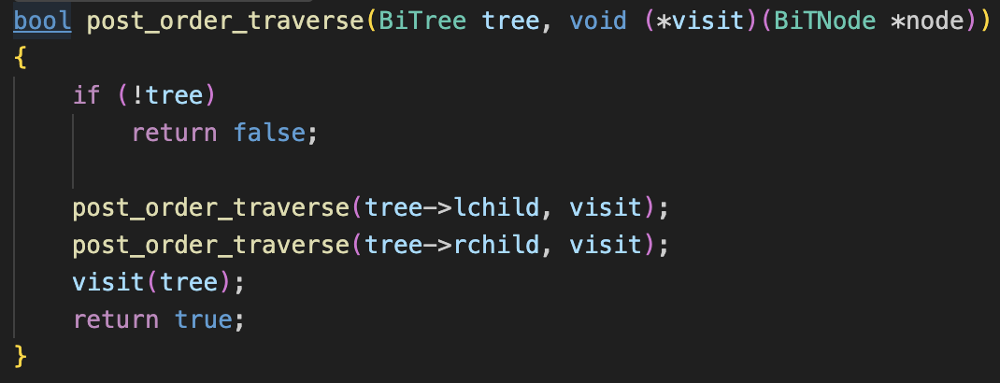 bool post_order_traverse(BiTree tree, void (*visit)(BiTNode *node))
{
    if (!tree)
        return false;

    post_order_traverse(tree->lchild, visit);
    post_order_traverse(tree->rchild, visit);
    visit(tree);
    return true;
}